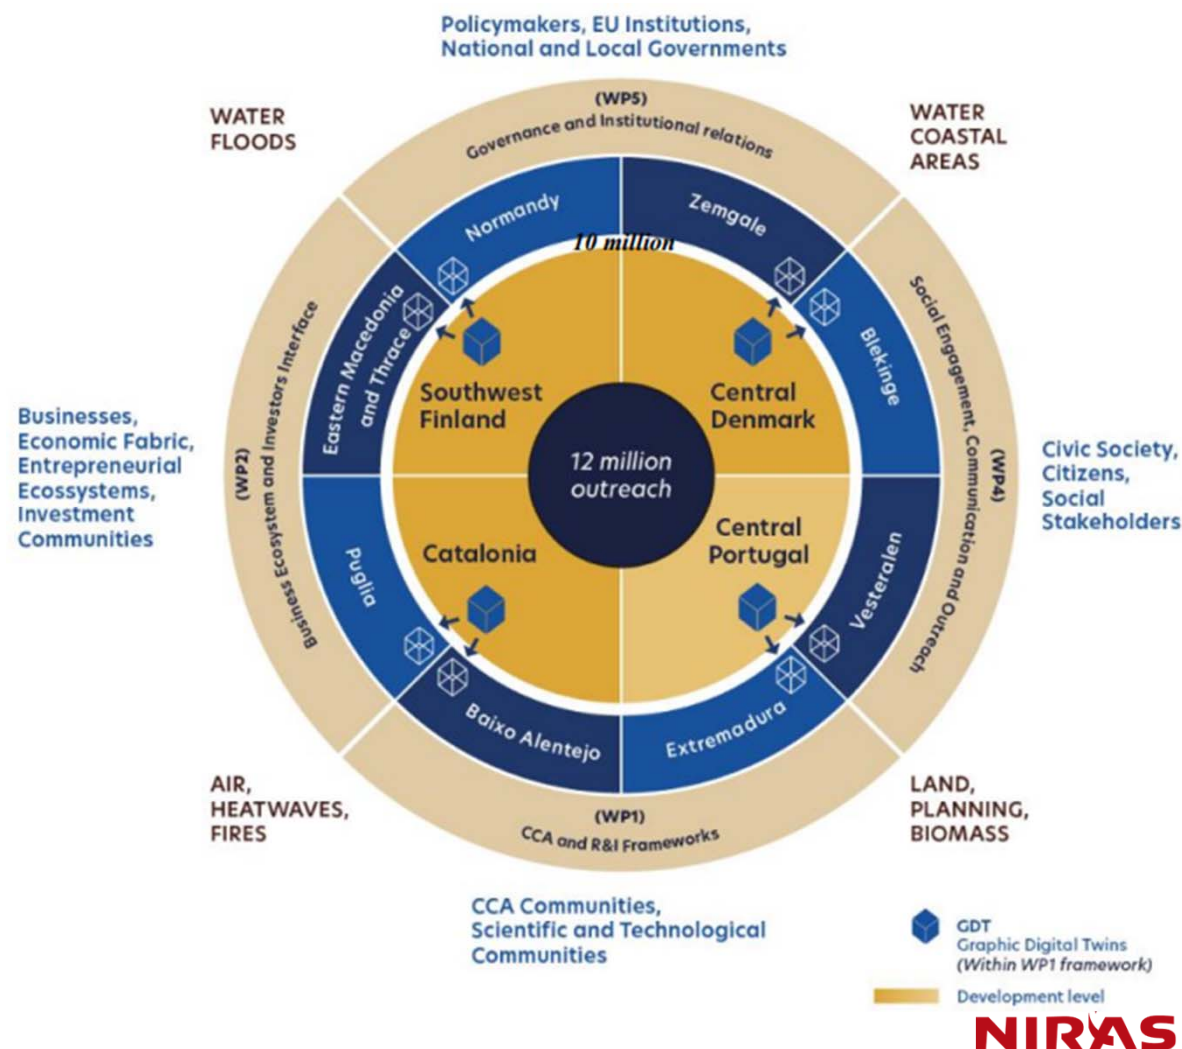 Policymakers, EU Institutions,
National and Local Governments
WATER
FLOODS
WATER
COASTAL
AREAS
(WP5)
Governance and Institutional relations
Normandy
Zemgale
10 million
Eastern Macedonia
and Thrace
Blekinge
Southwest
Finland
Central
Denmark
12 million
outreach
Businesses,
Economic Fabric,
Entrepreneurial
Ecossystems,
Investment
Communities
(WP2)
Business Ecosystem and Investors Interface
Social Engagement, Communication and Outreach
(WP4)
Civic Society,
Citizens,
Social
Stakeholders
Catalonia
Central
Portugal
Puglia
Vesteralen
Baixo Alentejo
Extremadura
AIR,
HEATWAVES,
FIRES
LAND,
PLANNING,
BIOMASS
(WP1)
CCA and R&I Frameworks
CCA Communities,
Scientific and Technological
Communities
GDT
Graphic Digital Twins
(Within WP1 framework)
Development level
NIRAS